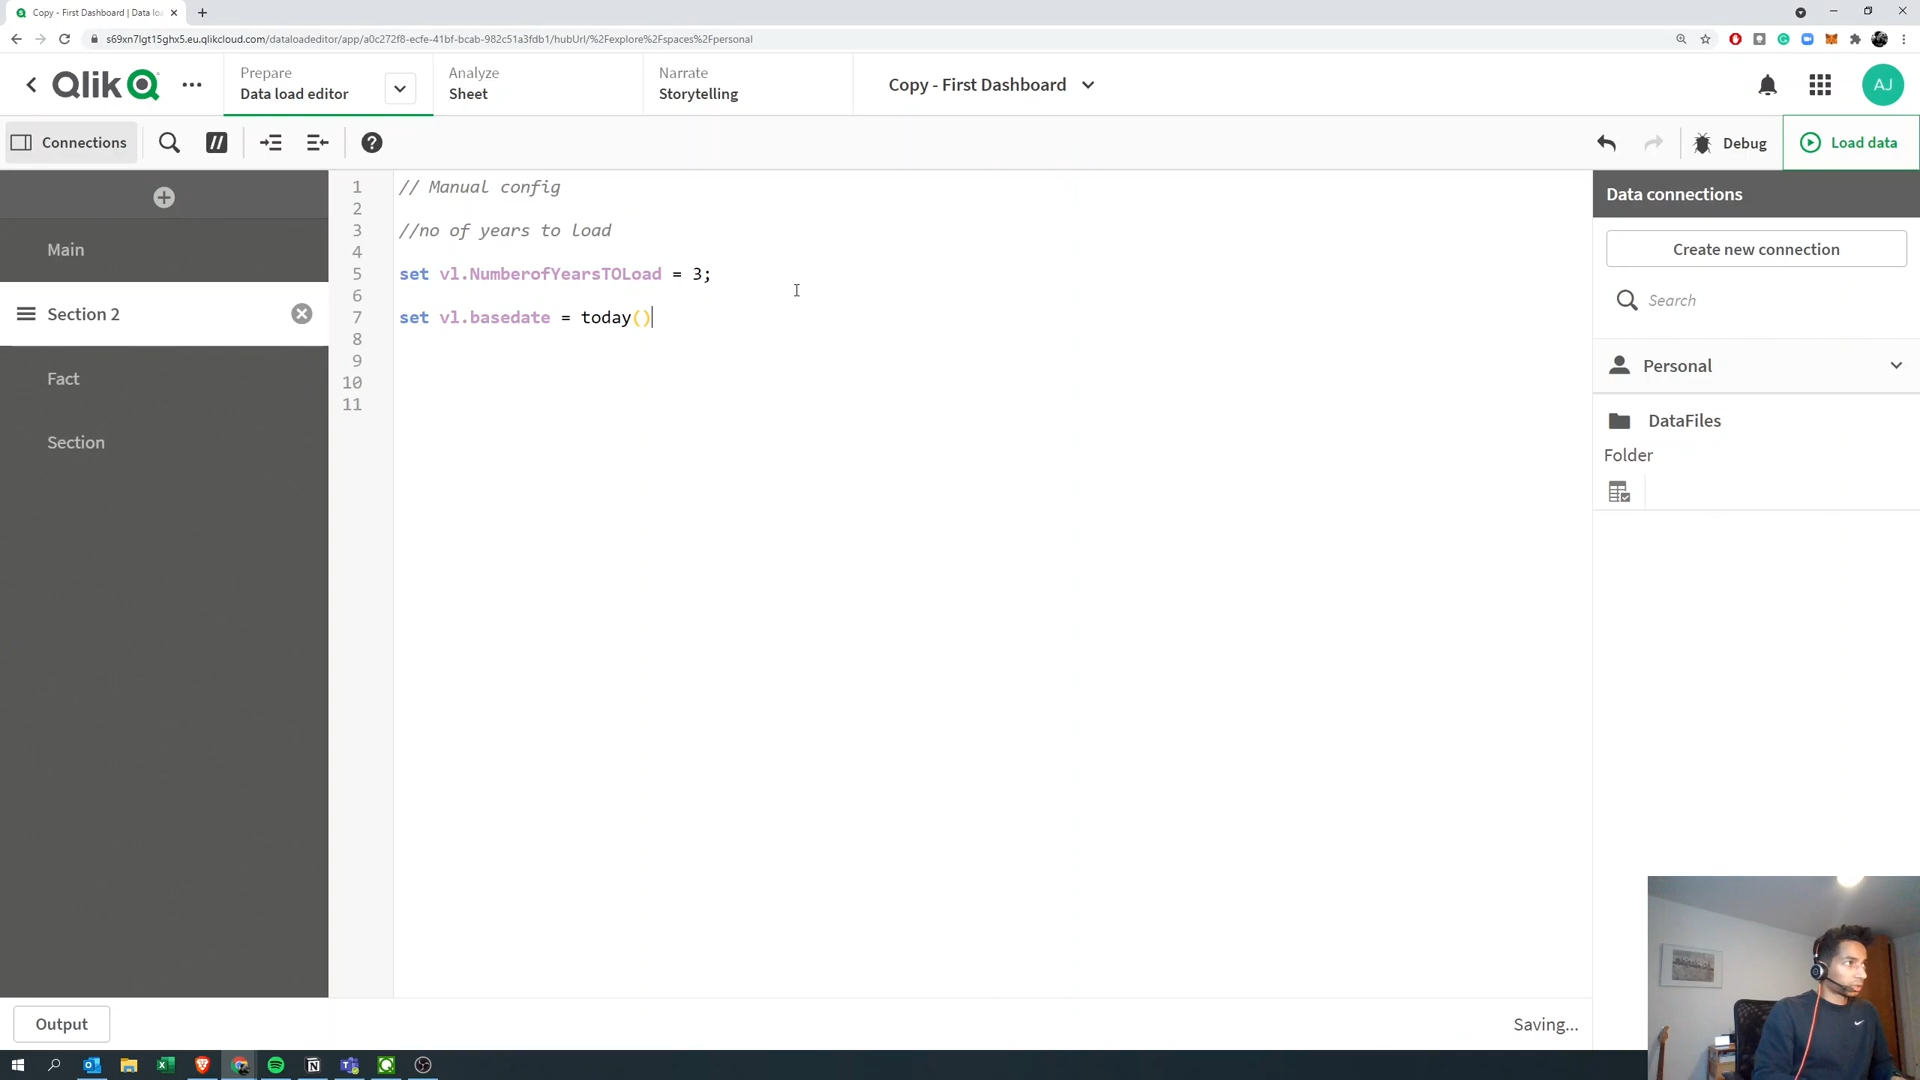 Copy - First Dashboard | Data loa
s69xn7lgt15ghx5.eu.qlikcloud.com/dataloadeditor/app/a0c272f8-ecfe-41bf-bcab-982c51a3fdb1/hubUrl/%2Fexplore%2Fspaces%2Fpersonal
Qlik
Prepare
Data load editor
Analyze
Sheet
Narrate
Storytelling
Copy - First Dashboard
AJ
Connections
//
Debug
Load data
Main
Section 2
Fact
Section
1 // Manual config
2
3 //no of years to load
4
5 set vl.NumberofYearsTOLoad = 3;
6
7 set vl.basedate = today()
8
9
10
11
Data connections
Create new connection
Search
Personal
DataFiles
Folder
Output
Saving...